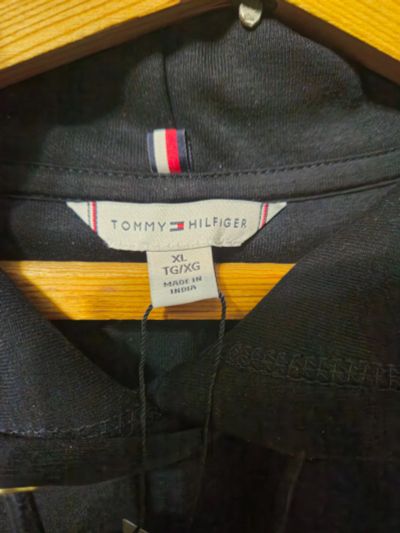 TOMMY HILFIGER
XL
TG/XG
MADE IN
INDIA